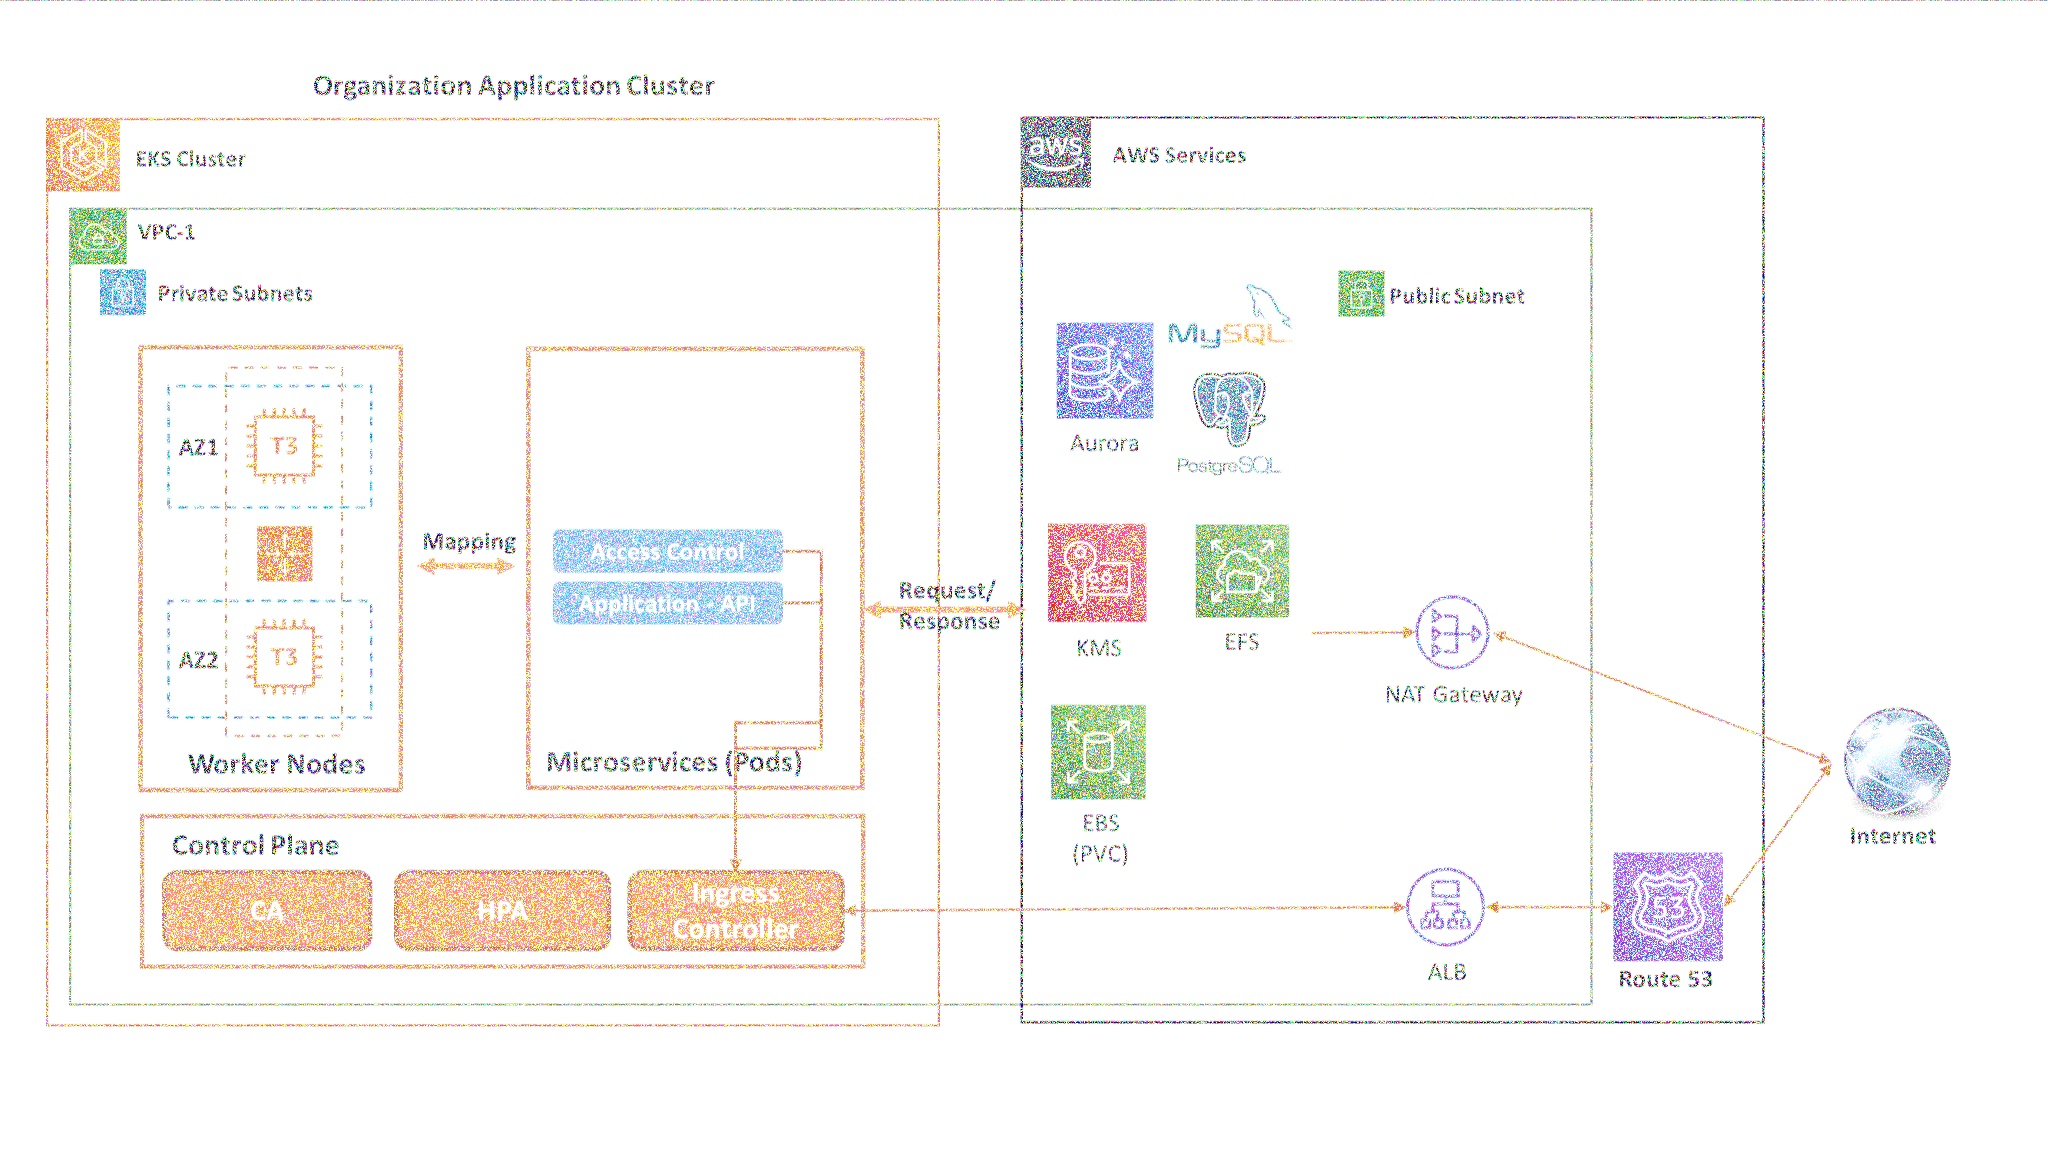 Organization Application Cluster
EKS Cluster
aws
AWS Services
VPC-1
Private Subnets
Public Subnet
MySQL
AZ1
T3
Aurora
PostgreSQL
Mapping
Access Control
Application - API
Request/
Response
KMS
EFS
AZ2
T3
NAT Gateway
Worker Nodes
Microservices (Pods)
EBS
(PVC)
Internet
Control Plane
CA
HPA
Ingress
Controller
53
ALB
Route 53